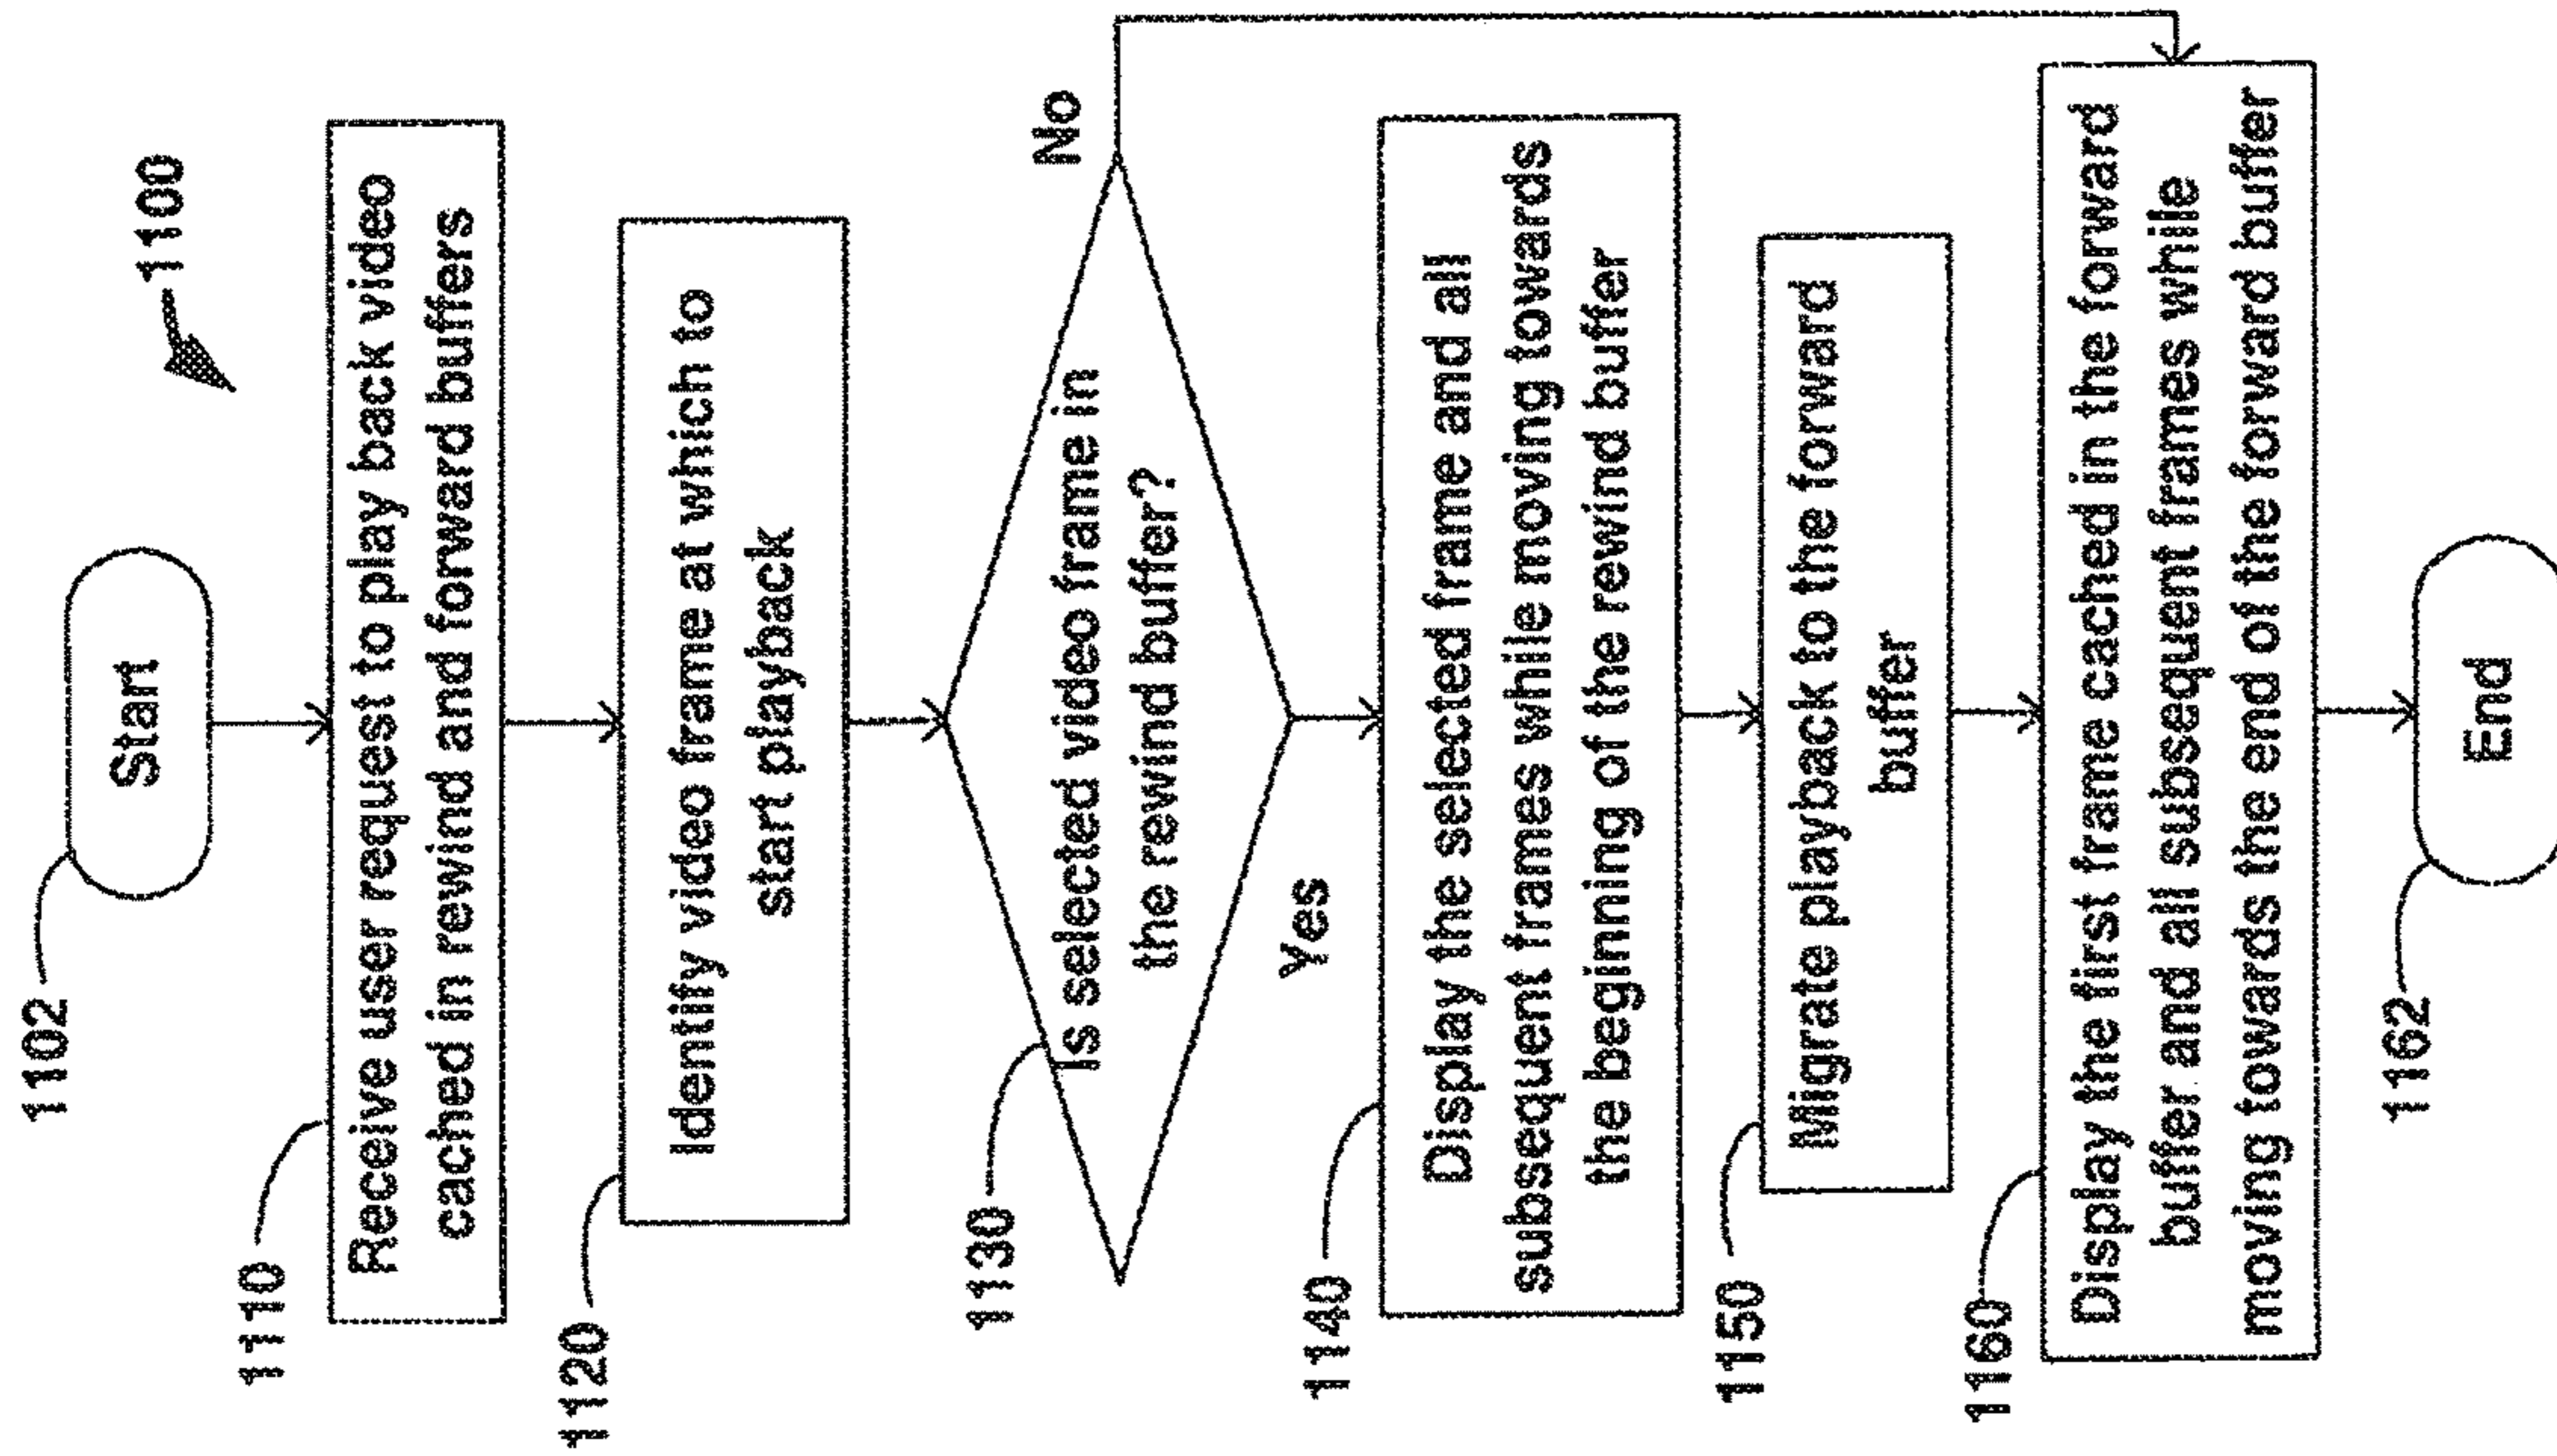 1100
1102
Start
1110
Receive user request to play back video
cached in rewind and forward buffers
1120
Identify video frame at which to
start playback
1130
Is selected video frame in
the rewind buffer?
No
Yes
1140
Display the selected frame and all
subsequent frames while moving towards
the beginning of the rewind buffer
1150
Migrate playback to the forward
buffer
1160
Display the first frame cached in the forward
buffer and all subsequent frames while
moving towards the end of the forward buffer
1162
End